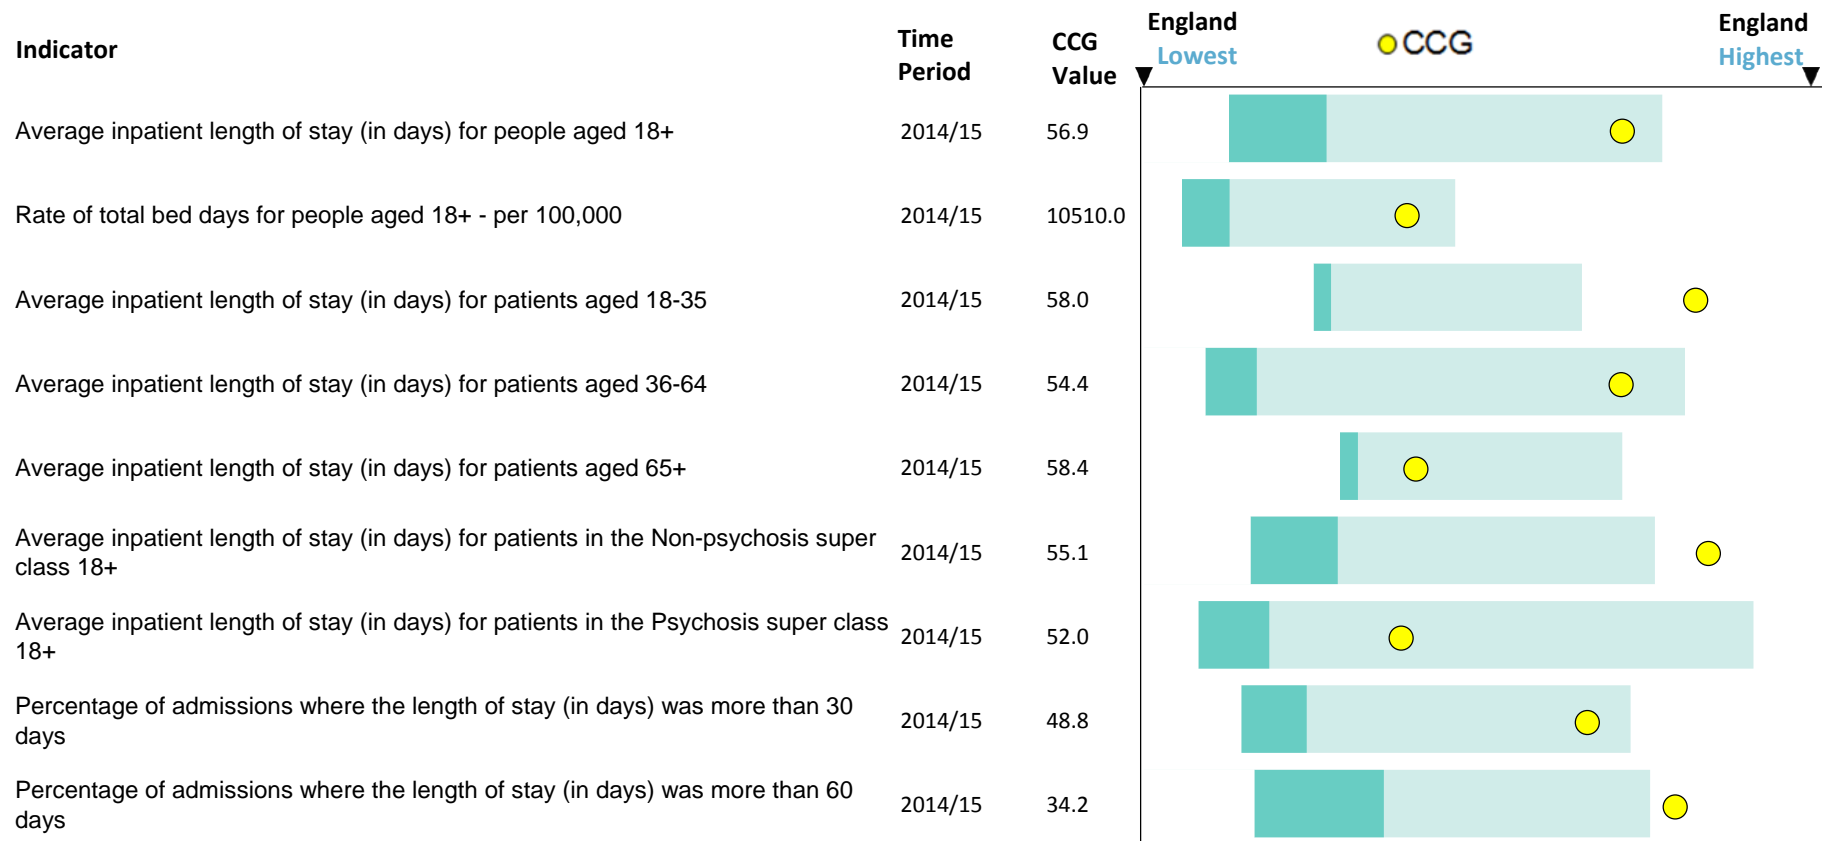 Indicator
Time Period
CCG Value
England Lowest
CCG
England Highest
Average inpatient length of stay (in days) for people aged 18+ 2014/15 56.9
Rate of total bed days for people aged 18+ - per 100,000 2014/15 10510.0
Average inpatient length of stay (in days) for patients aged 18-35 2014/15 58.0
Average inpatient length of stay (in days) for patients aged 36-64 2014/15 54.4
Average inpatient length of stay (in days) for patients aged 65+ 2014/15 58.4
Average inpatient length of stay (in days) for patients in the Non-psychosis super
class 18+
2014/15 55.1
Average inpatient length of stay (in days) for patients in the Psychosis super class
18+
2014/15 52.0
Percentage of admissions where the length of stay (in days) was more than 30
days
2014/15 48.8
Percentage of admissions where the length of stay (in days) was more than 60
days
2014/15 34.2